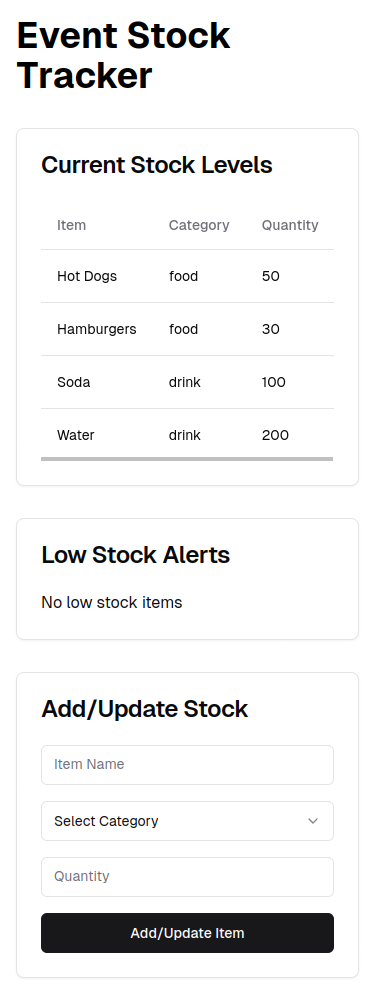 Event Stock
Tracker
Current Stock Levels
Item Category Quantity
Hot Dogs food 50
Hamburgers food 30
Soda drink 100
Water drink 200
Low Stock Alerts
No low stock items
Add/Update Stock
Item Name
Select Category
Quantity
Add/Update Item